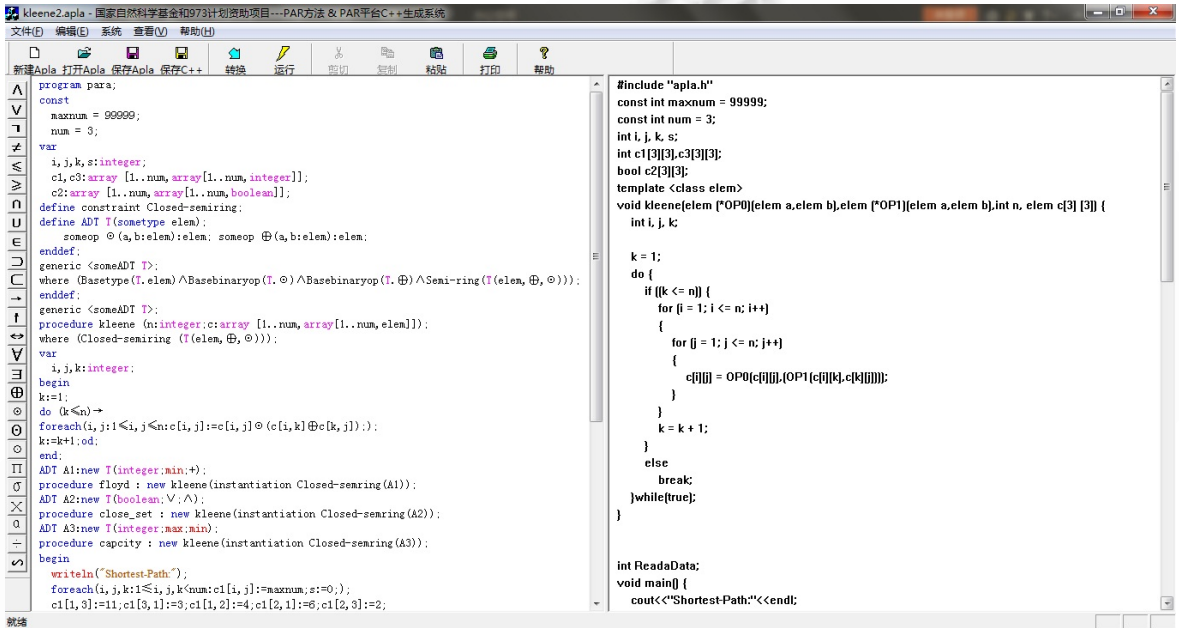 kleene2.apla - 国家自然科学基金和973计划资助项目---PAR方法 & PAR平台C++生成系统
文件(F) 编辑(E) 系统 查看(V) 帮助(H)
新建Apla 打开Apla 保存Apla 保存C++ 转换 运行 剪切 复制 粘贴 打印 帮助
∧
∨
¬
≠
≤
≥
∩
∪
∈
⊐
⊏
→
↑
↔
∀
∃
⊕
⊙
Θ
⊙
Π
σ
×
α
÷
∽
program para;
const
maxnum = 99999;
num = 3;
var
i,j,k,s:integer;
c1,c3:array [1..num,array[1..num,integer]];
c2:array [1..num,array[1..num,boolean]];
define constraint Closed-semiring;
define ADT T(sometype elem);
someop ⊙(a,b:elem):elem; someop ⊕(a,b:elem):elem;
enddef;
generic <someADT T>;
where (Basetype(T.elem)∧Basebinaryop(T.⊙)∧Basebinaryop(T.⊕)∧Semi-ring(T(elem,⊕,⊙)));
enddef;
generic <someADT T>;
procedure kleene (n:integer;c:array [1..num,array[1..num,elem]]);
where (Closed-semiring (T(elem,⊕,⊙)));
var
i,j,k:integer;
begin
k:=1;
do (k≤n)→
foreach(i,j:1≤i,j≤n:c[i,j]:=c[i,j]⊙(c[i,k]⊕c[k,j]););
k:=k+1;od;
end;
ADT A1:new T(integer;min;+);
procedure floyd : new kleene(instantiation Closed-semring(A1));
ADT A2:new T(boolean;∨;∧);
procedure close_set : new kleene(instantiation Closed-semring(A2));
ADT A3:new T(integer;max;min);
procedure capcity : new kleene(instantiation Closed-semring(A3));
begin
writeln("Shortest-Path:");
foreach(i,j,k:1≤i,j,k<num:c1[i,j]:=maxnum;s:=0;);
c1[1,3]:=11;c1[3,1]:=3;c1[1,2]:=4;c1[2,1]:=6;c1[2,3]:=2;
#include "apla.h"
const int maxnum = 99999;
const int num = 3;
int i, j, k, s;
int c1[3][3],c3[3][3];
bool c2[3][3];
template <class elem>
void kleene(elem (*OP0)(elem a,elem b),elem (*OP1)(elem a,elem b),int n, elem c[3] [3]) {
int i, j, k;
k = 1;
do {
if ((k <= n)) {
for (i = 1; i <= n; i++)
{
for (j = 1; j <= n; j++)
{
c[i][j] = OP0(c[i][j],(OP1(c[i][k],c[k][j])));
}
}
k = k + 1;
}
else
break;
}while(true);
}
int ReadaData;
void main() {
cout<<"Shortest-Path:"<<endl;
就绪